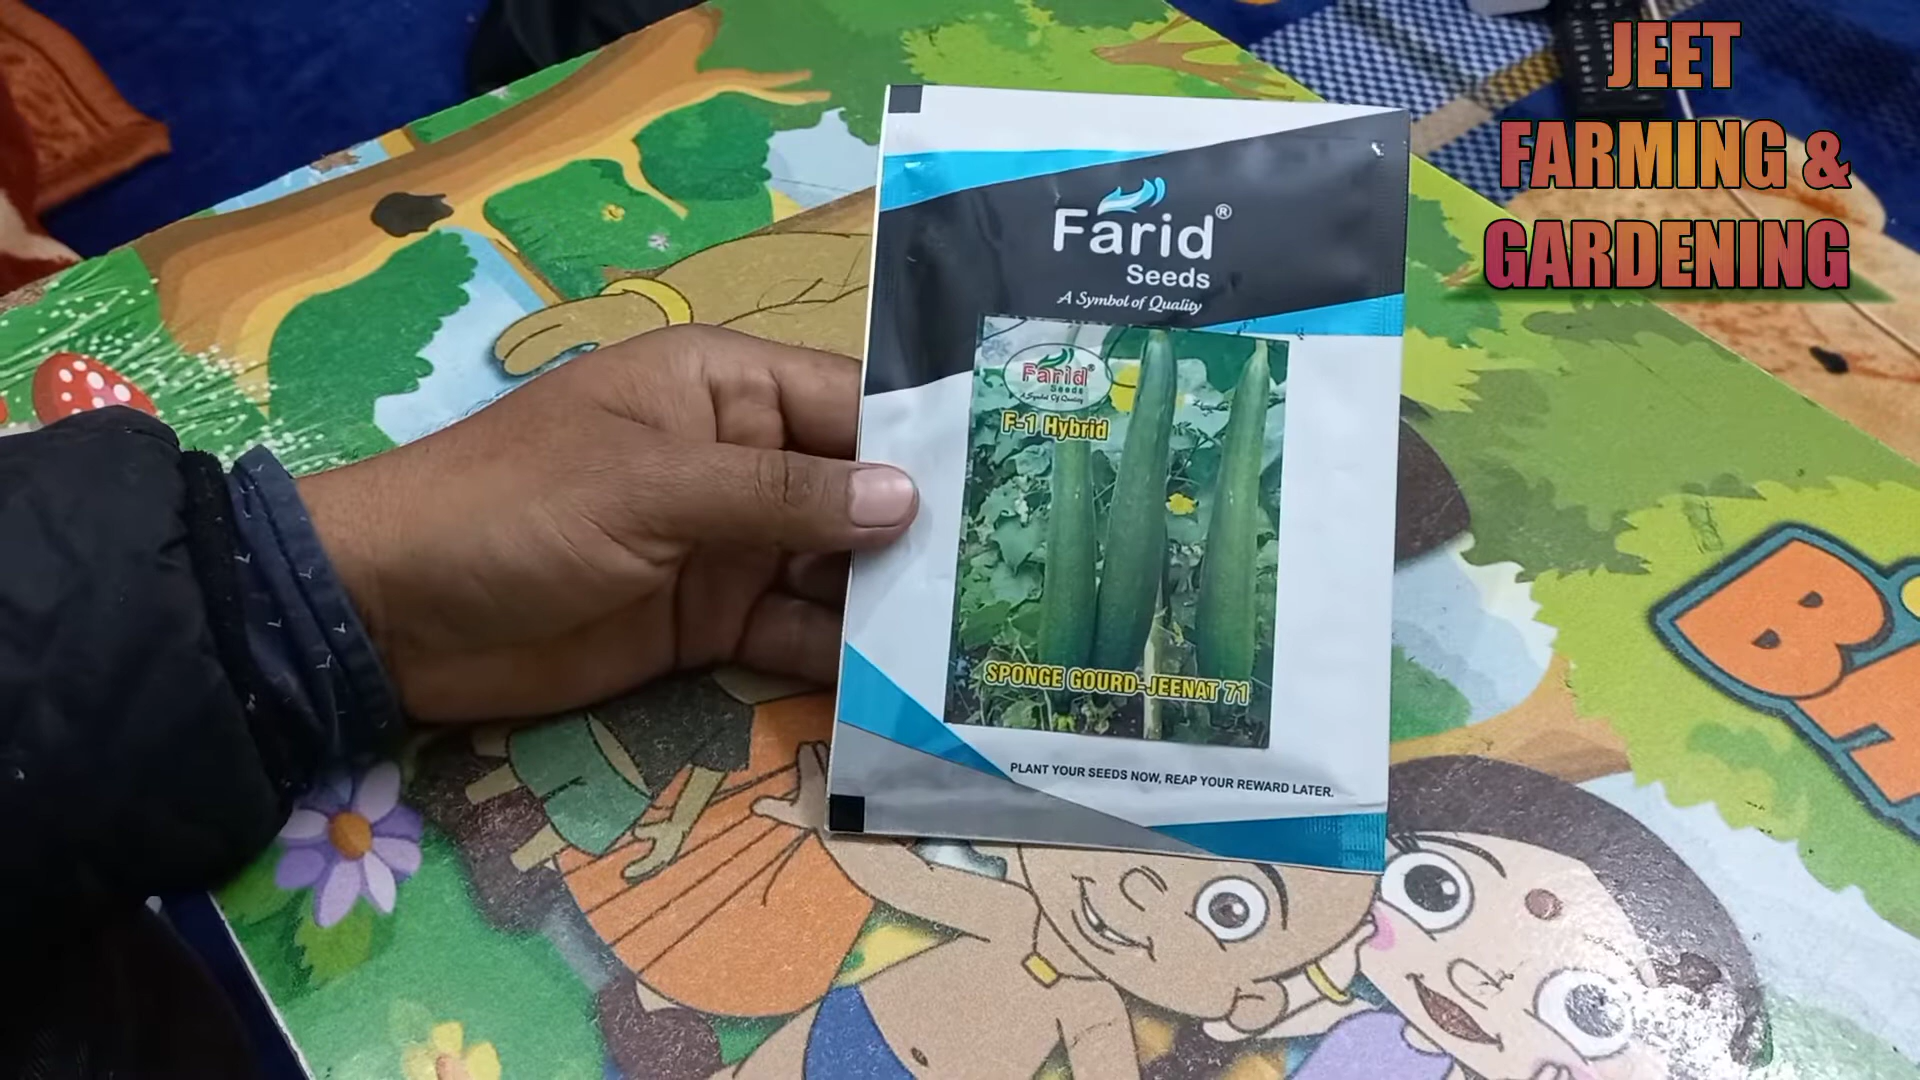 JEET
FARMING &
GARDENING
Farid®
Seeds
A Symbol of Quality
Farid®
Seeds
A Symbol Of Quality
F-1 Hybrid
SPONGE GOURD-JEENAT 71
PLANT YOUR SEEDS NOW, REAP YOUR REWARD LATER.